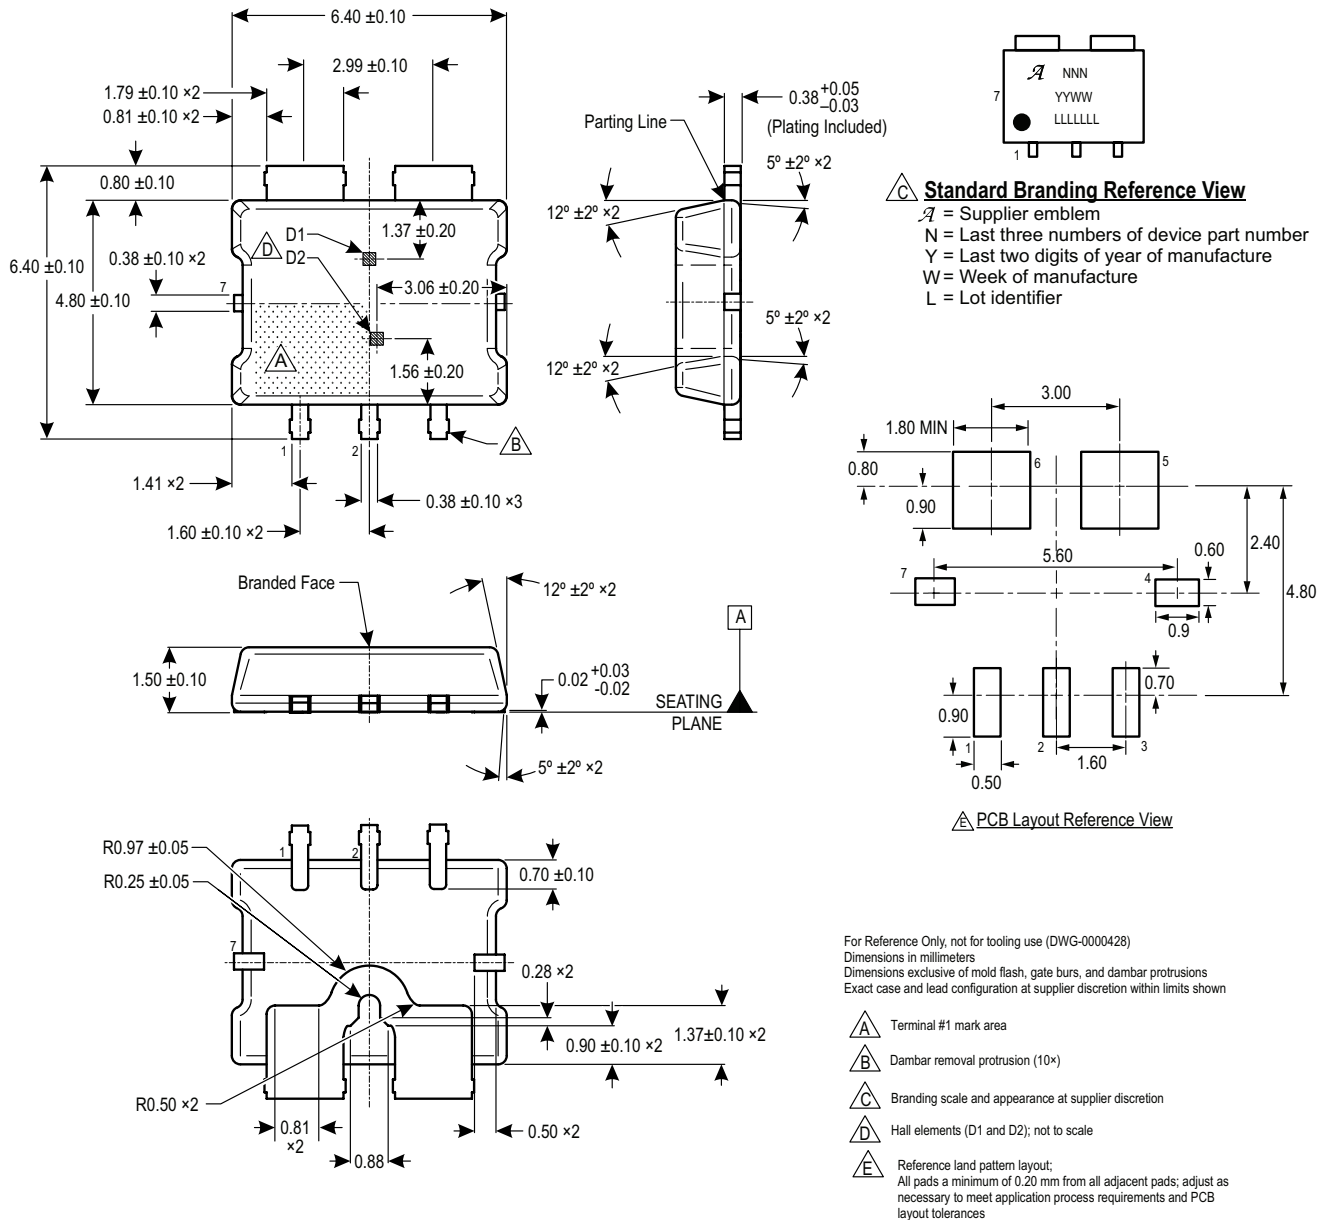 6.40 ±0.10
2.99 ±0.10
1.79 ±0.10 ×2
0.81 ±0.10 ×2
0.80 ±0.10
6.40 ±0.10
4.80 ±0.10
0.38 ±0.10 ×2
7
D
D1
D2
1.37 ±0.20
3.06 ±0.20
1.56 ±0.20
A
B
1
2
1.41 ×2
0.38 ±0.10 ×3
1.60 ±0.10 ×2
Parting Line
0.38 +0.05
–0.03
(Plating Included)
5º ±2º ×2
12º ±2º ×2
5º ±2º ×2
12º ±2º ×2
A NNN
7
YYWW
LLLLLLL
1
C Standard Branding Reference View
A = Supplier emblem
N = Last three numbers of device part number
Y = Last two digits of year of manufacture
W = Week of manufacture
L = Lot identifier
3.00
1.80 MIN
0.80
0.90
6
5
2.40
5.60
0.60
7
4
4.80
0.9
0.70
0.90
1
2
3
1.60
0.50
E PCB Layout Reference View
Branded Face
12º ±2º ×2
1.50 ±0.10
0.02 +0.03
-0.02
A
SEATING
PLANE
5º ±2º ×2
R0.97 ±0.05
R0.25 ±0.05
1
2
0.70 ±0.10
7
0.28 ×2
1.37±0.10 ×2
0.90 ±0.10 ×2
R0.50 ×2
0.81
×2
0.88
0.50 ×2
For Reference Only, not for tooling use (DWG-0000428)
Dimensions in millimeters
Dimensions exclusive of mold flash, gate burs, and dambar protrusions
Exact case and lead configuration at supplier discretion within limits shown
A Terminal #1 mark area
B Dambar removal protrusion (10×)
C Branding scale and appearance at supplier discretion
D Hall elements (D1 and D2); not to scale
E Reference land pattern layout;
All pads a minimum of 0.20 mm from all adjacent pads; adjust as
necessary to meet application process requirements and PCB
layout tolerances